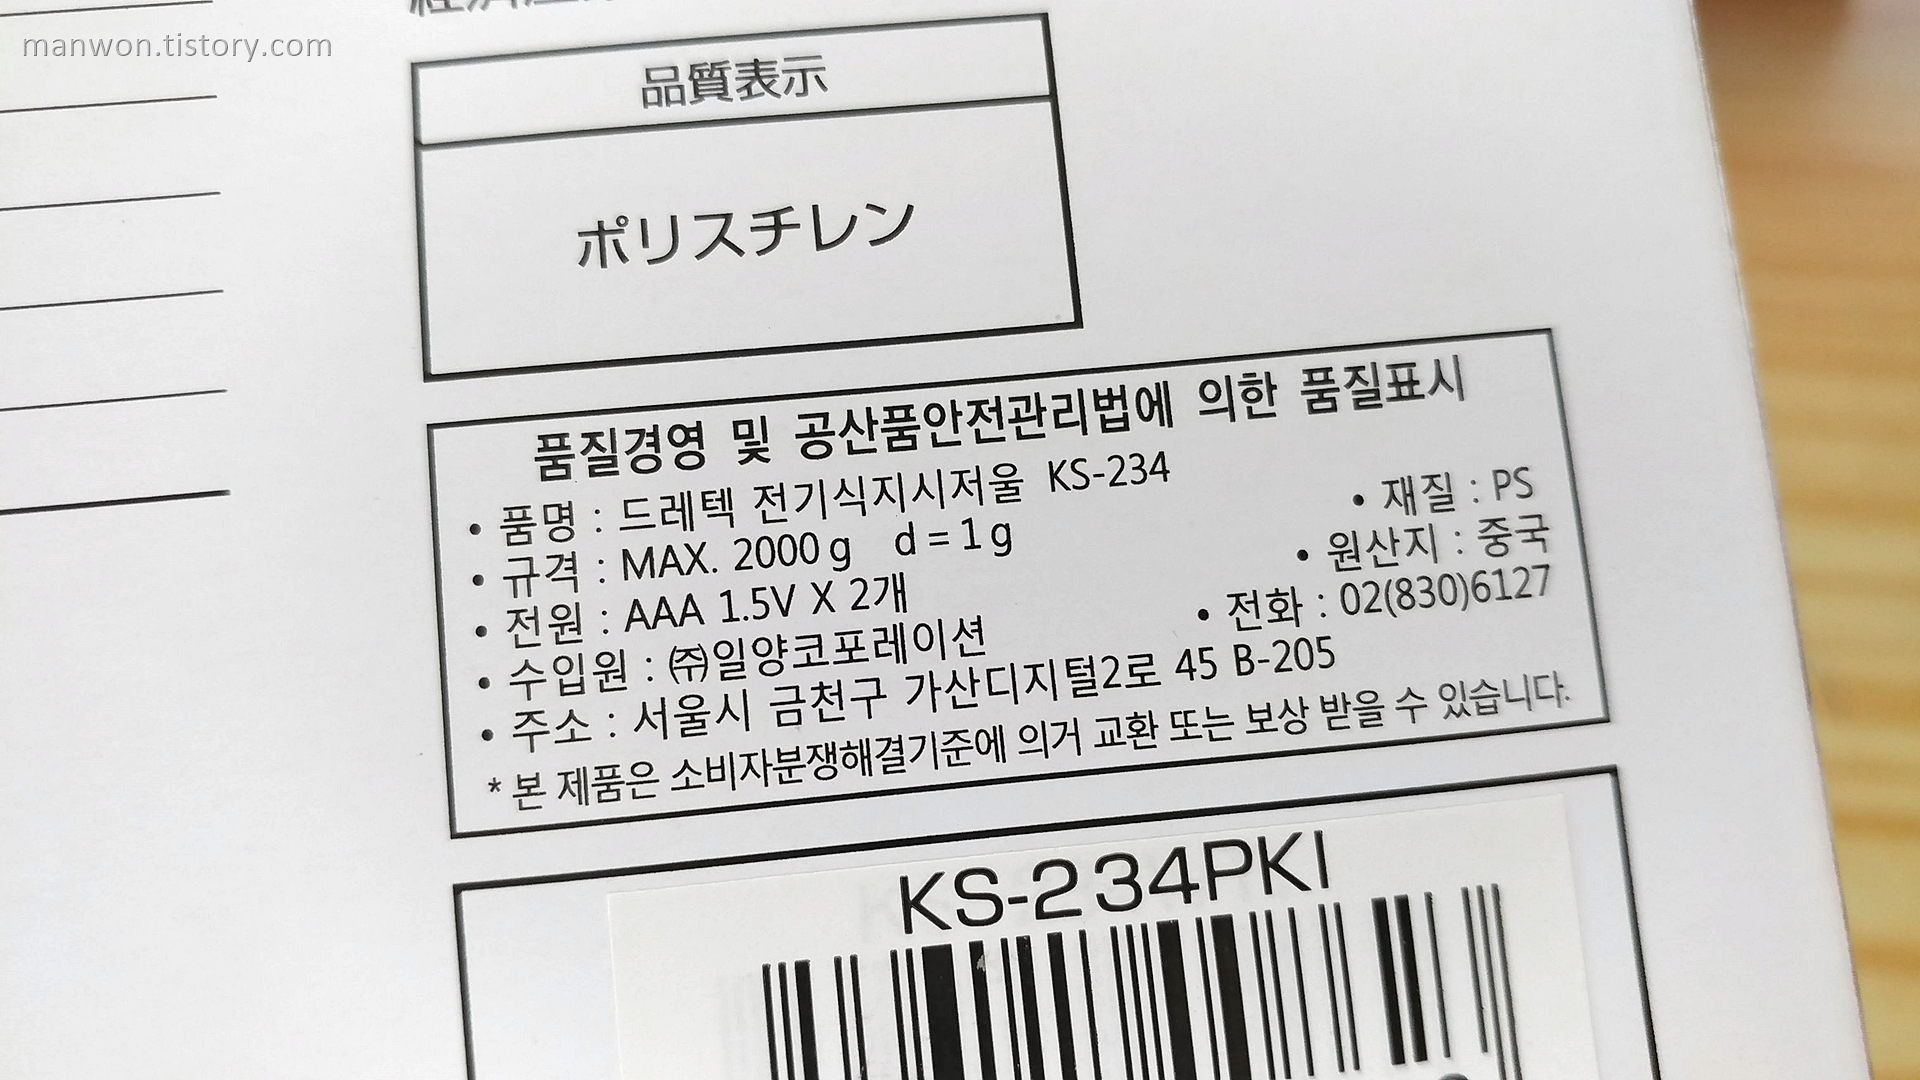 manwon.tistory.com
品質表示
ポリスチレン
품질경영 및 공산품안전관리법에 의한 품질표시
• 품명 : 드레텍 전기식지시저울 KS-234
• 재질 : PS
• 규격 : MAX. 2000 g d = 1 g
• 원산지 : 중국
• 전원 : AAA 1.5V X 2개
• 전화 : 02(830)6127
• 수입원 : ㈜일양코포레이션
• 주소 : 서울시 금천구 가산디지털2로 45 B-205
* 본 제품은 소비자분쟁해결기준에 의거 교환 또는 보상 받을 수 있습니다.
KS-234PKI